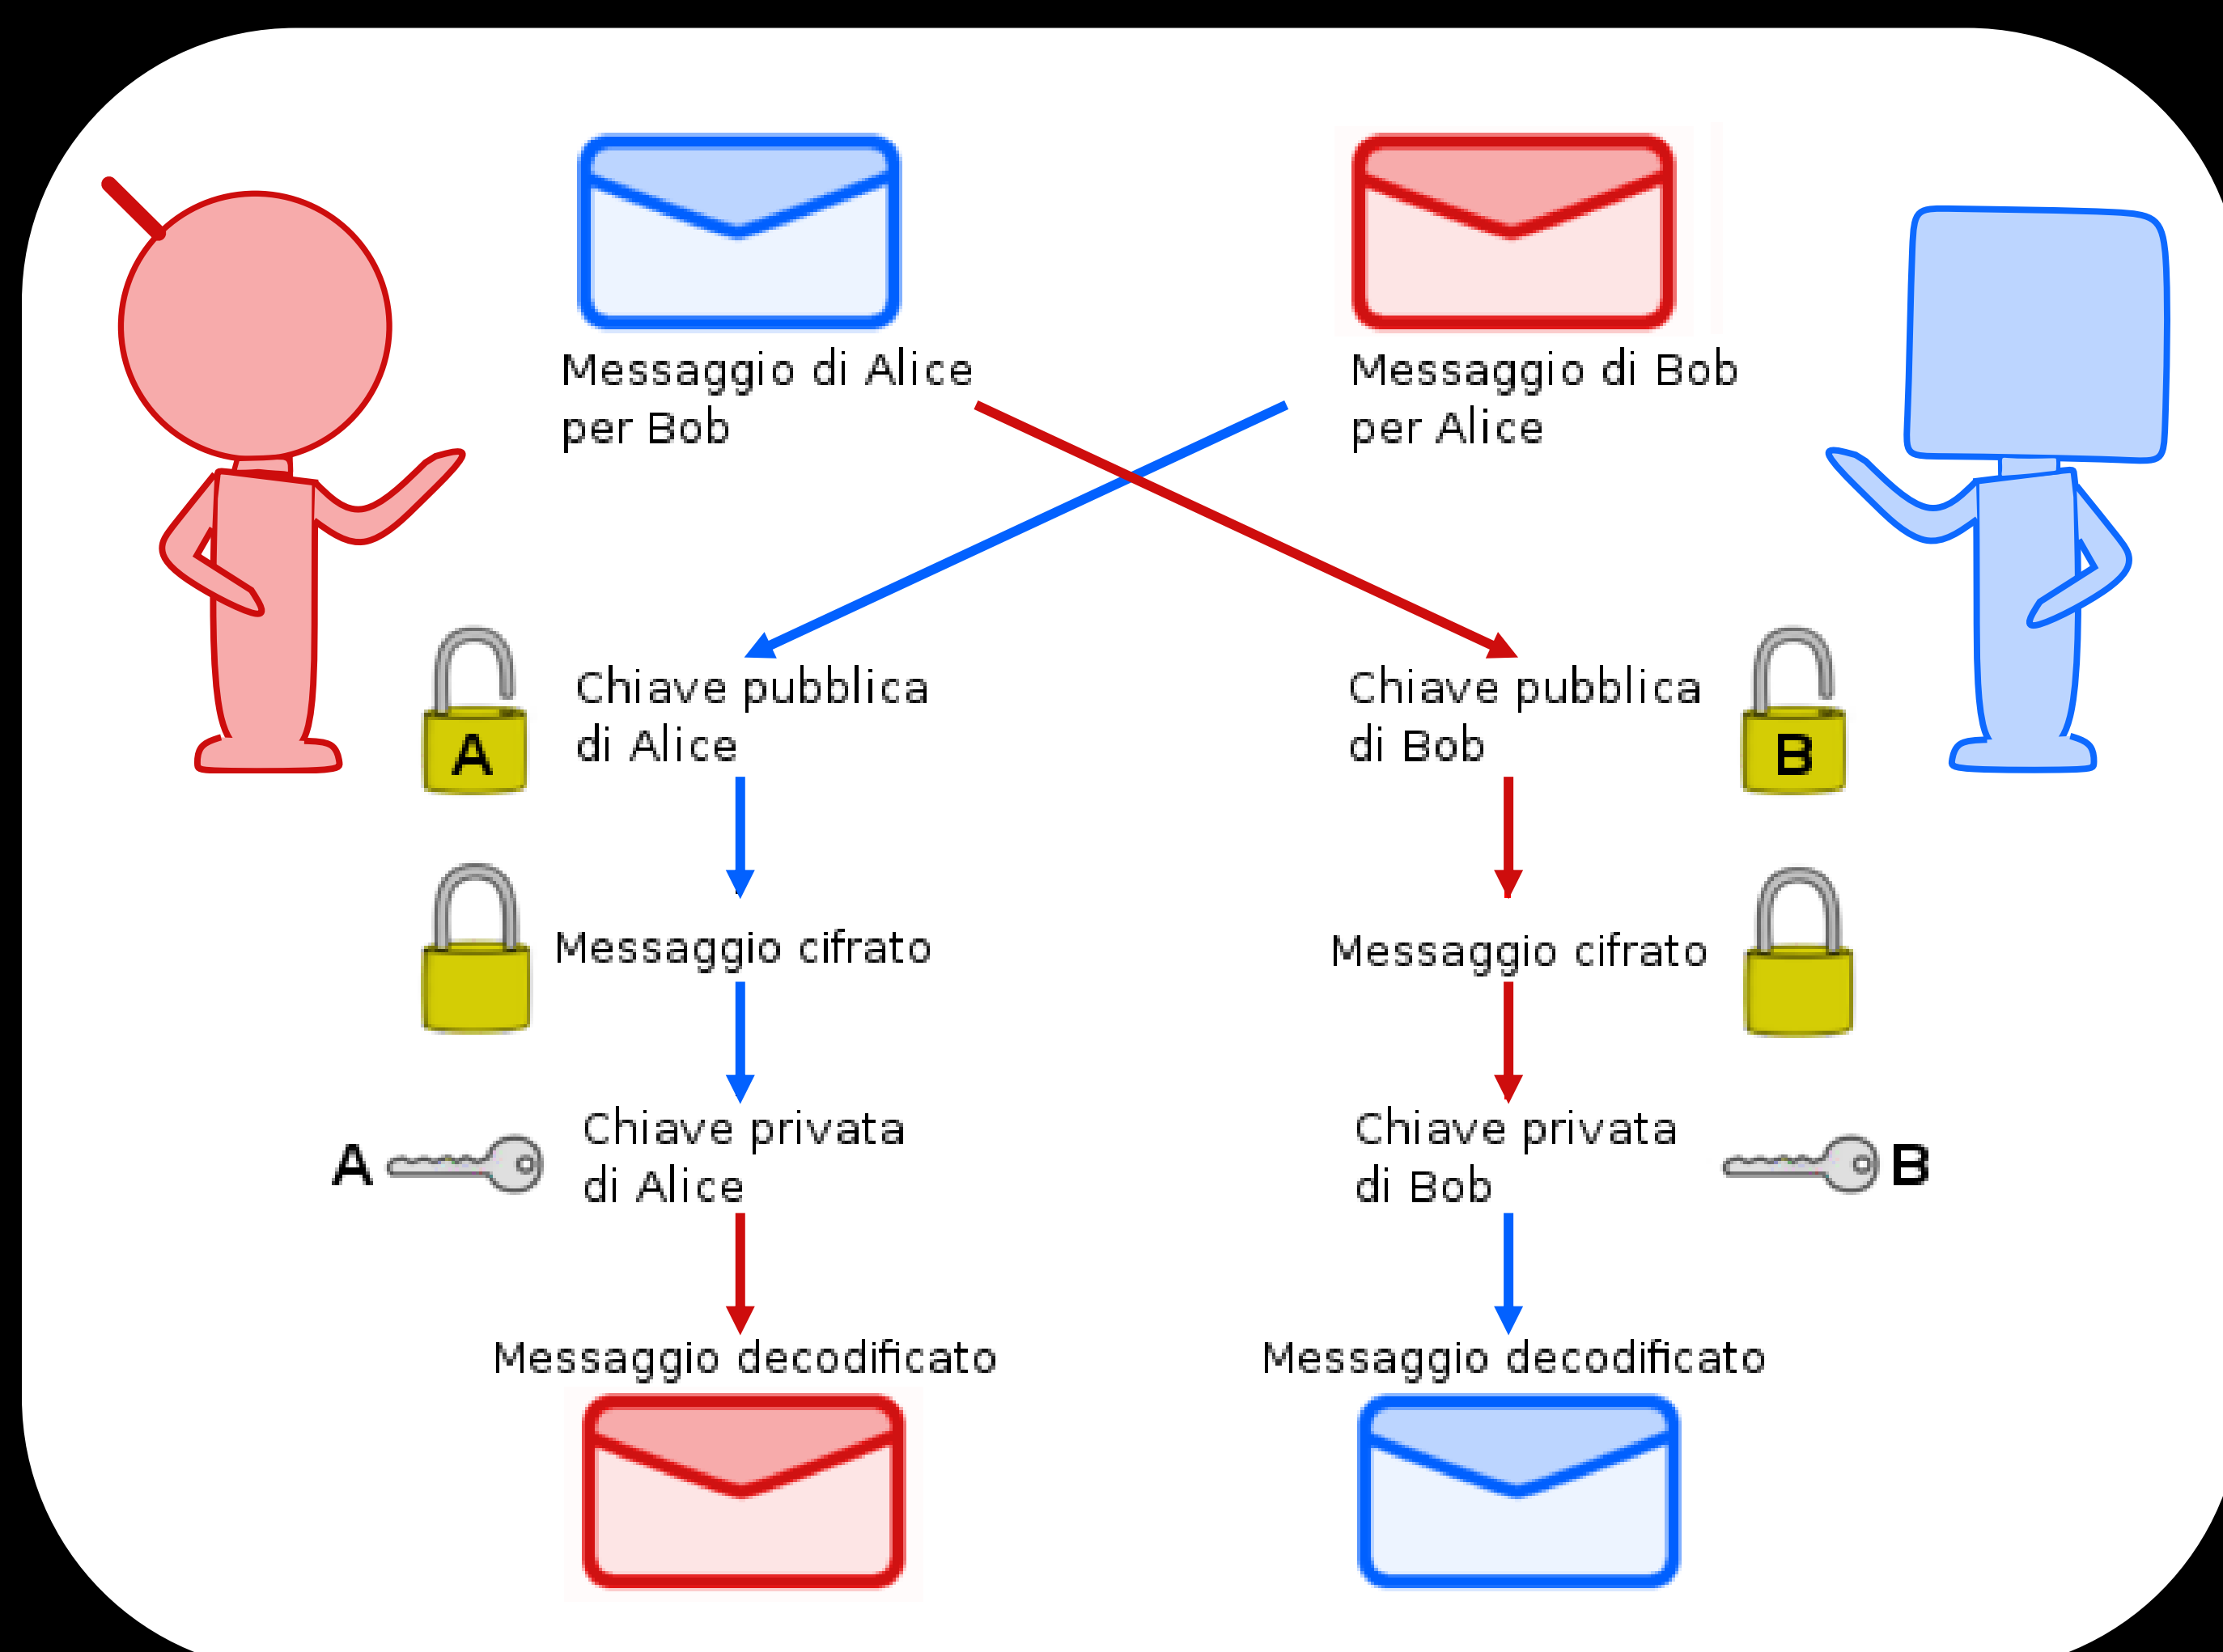 Messaggio di Alice
per Bob
Messaggio di Bob
per Alice
A
Chiave pubblica
di Alice
Chiave pubblica
di Bob
B
Messaggio cifrato
Messaggio cifrato
A
Chiave privata
di Alice
Chiave privata
di Bob
B
Messaggio decodificato
Messaggio decodificato